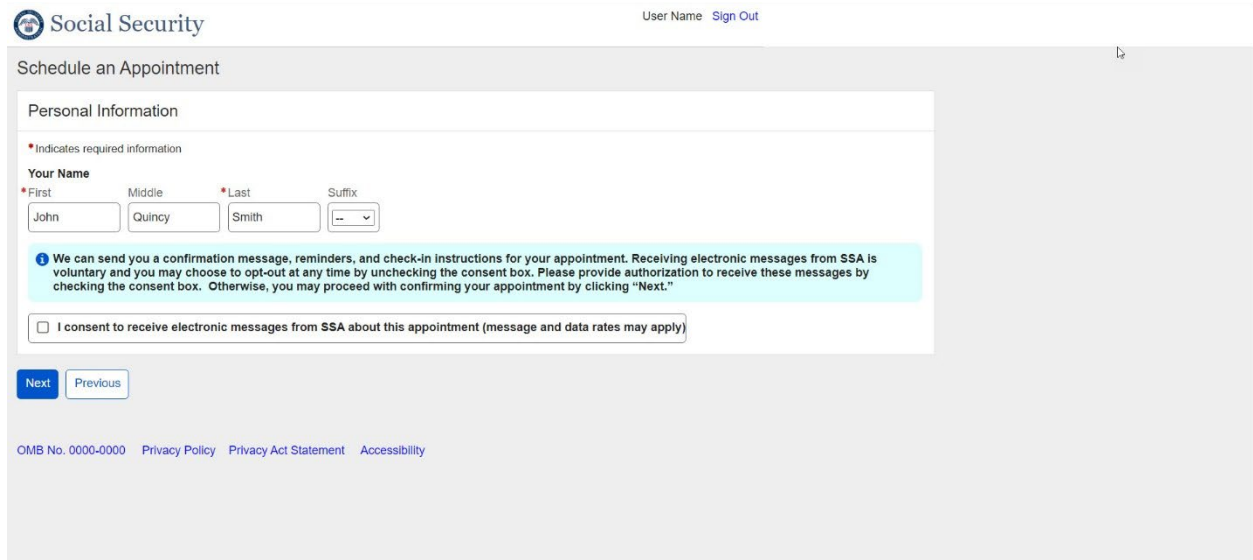 Social Security
User Name Sign Out
Schedule an Appointment
Personal Information
*Indicates required information
Your Name
*First Middle *Last Suffix
John Quincy Smith --
We can send you a confirmation message, reminders, and check-in instructions for your appointment. Receiving electronic messages from SSA is
voluntary and you may choose to opt-out at any time by unchecking the consent box. Please provide authorization to receive these messages by
checking the consent box. Otherwise, you may proceed with confirming your appointment by clicking “Next.”
I consent to receive electronic messages from SSA about this appointment (message and data rates may apply)
Next Previous
OMB No. 0000-0000 Privacy Policy Privacy Act Statement Accessibility